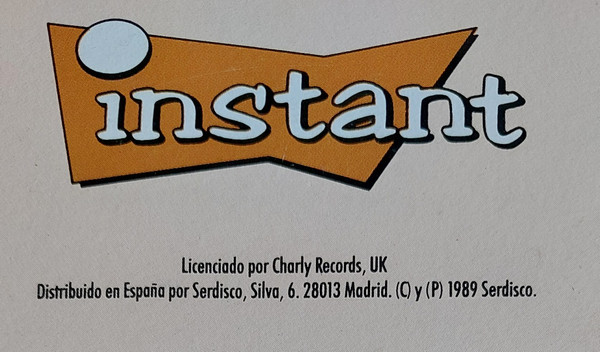 instant
Licenciado por Charly Records, UK
Distribuido en España por Serdisco, Silva, 6. 28013 Madrid. (C) y (P) 1989 Serdisco.